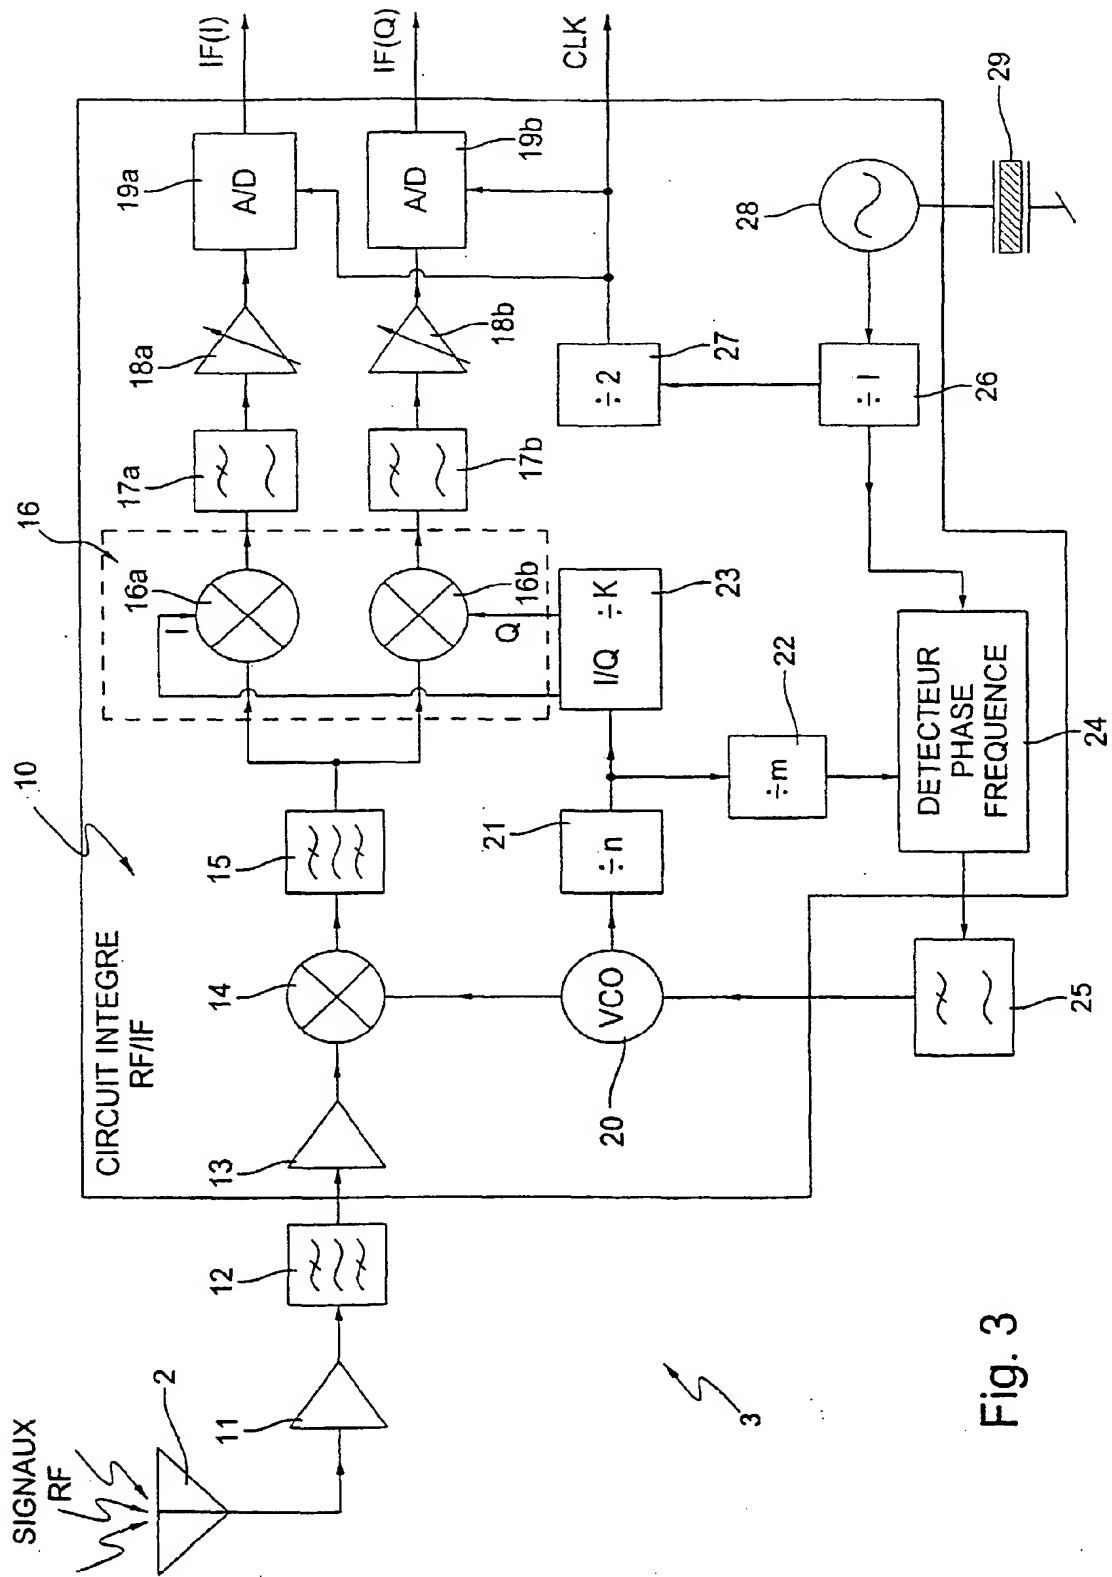 SIGNAUX
RF
2
11
12
CIRCUIT INTEGRE
RF/IF
10
13
14
15
16
16a
I
16b
Q
17a
17b
18a
18b
19a
A/D
19b
A/D
IF(I)
IF(Q)
CLK
VCO
20
21
÷n
I/Q ÷K
23
÷m
22
÷2
27
DETECTEUR
PHASE
FREQUENCE
24
25
÷I
26
28
29
3
Fig. 3